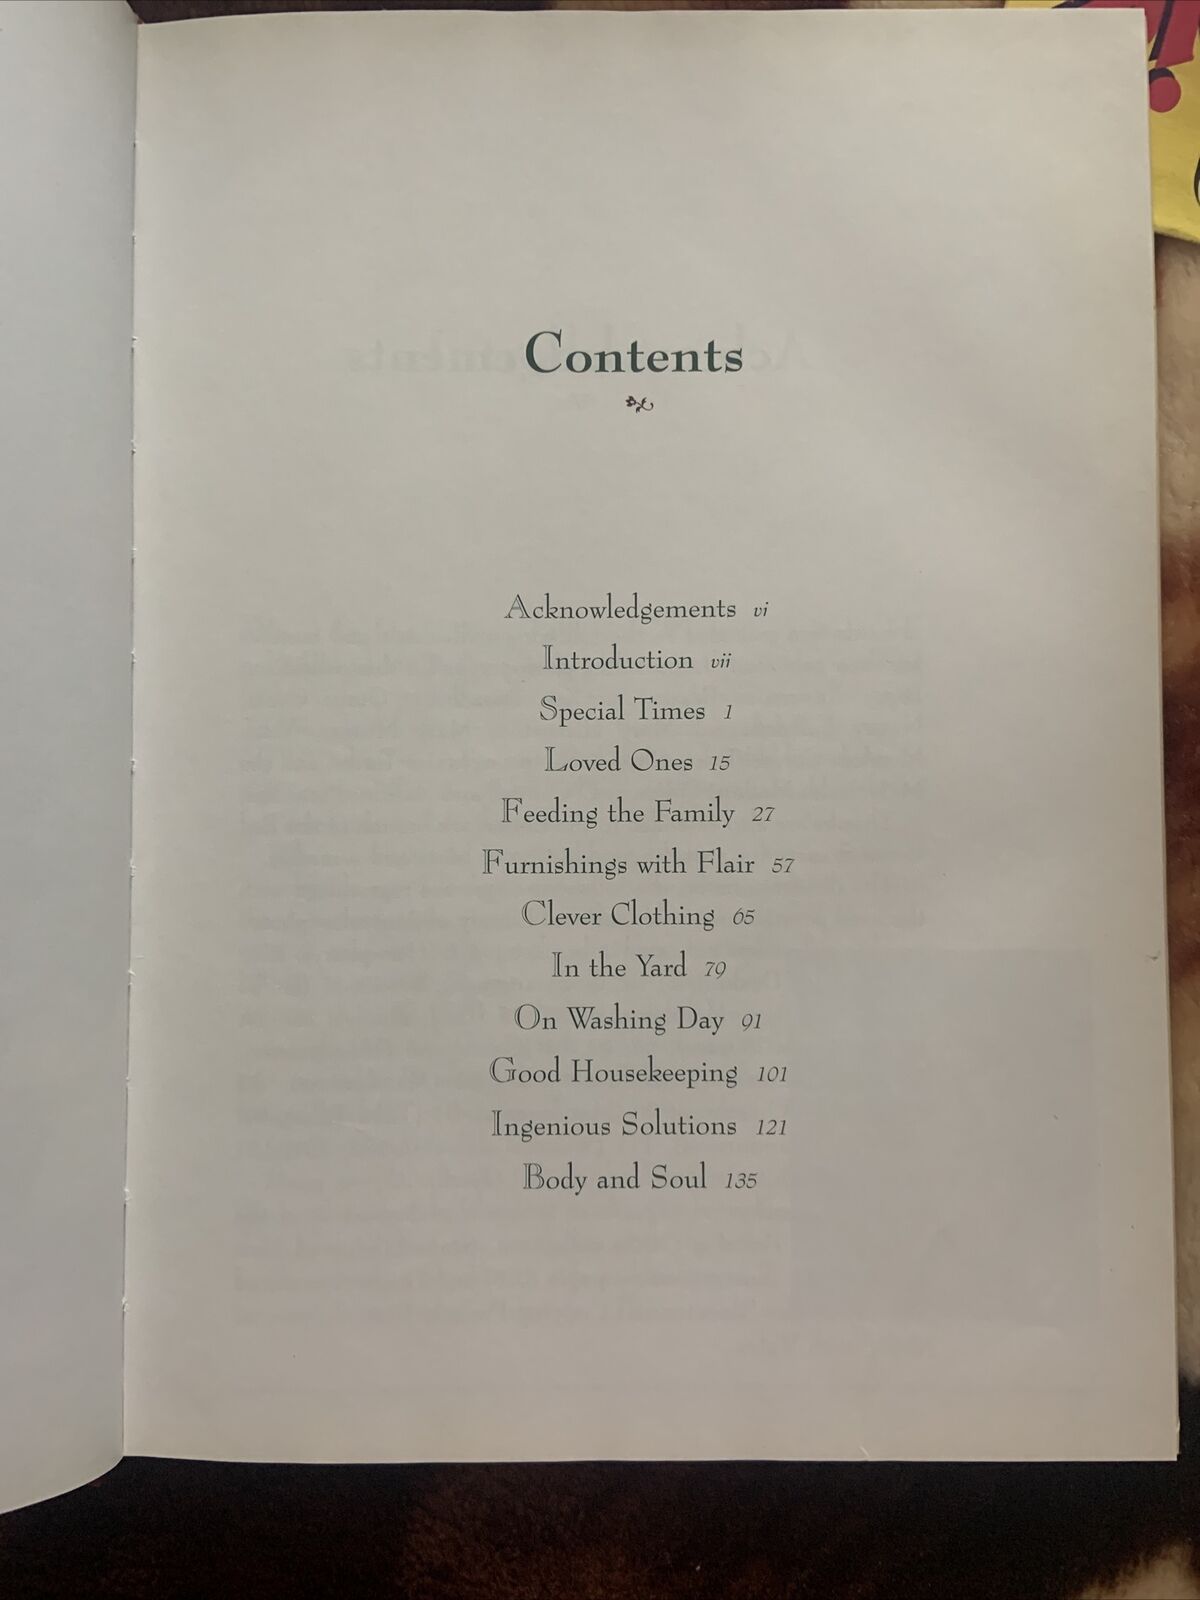 Contents
Acknowledgements vi
Introduction vii
Special Times 1
Loved Ones 15
Feeding the Family 27
Furnishings with Flair 57
Clever Clothing 65
In the Yard 79
On Washing Day 91
Good Housekeeping 101
Ingenious Solutions 121
Body and Soul 135